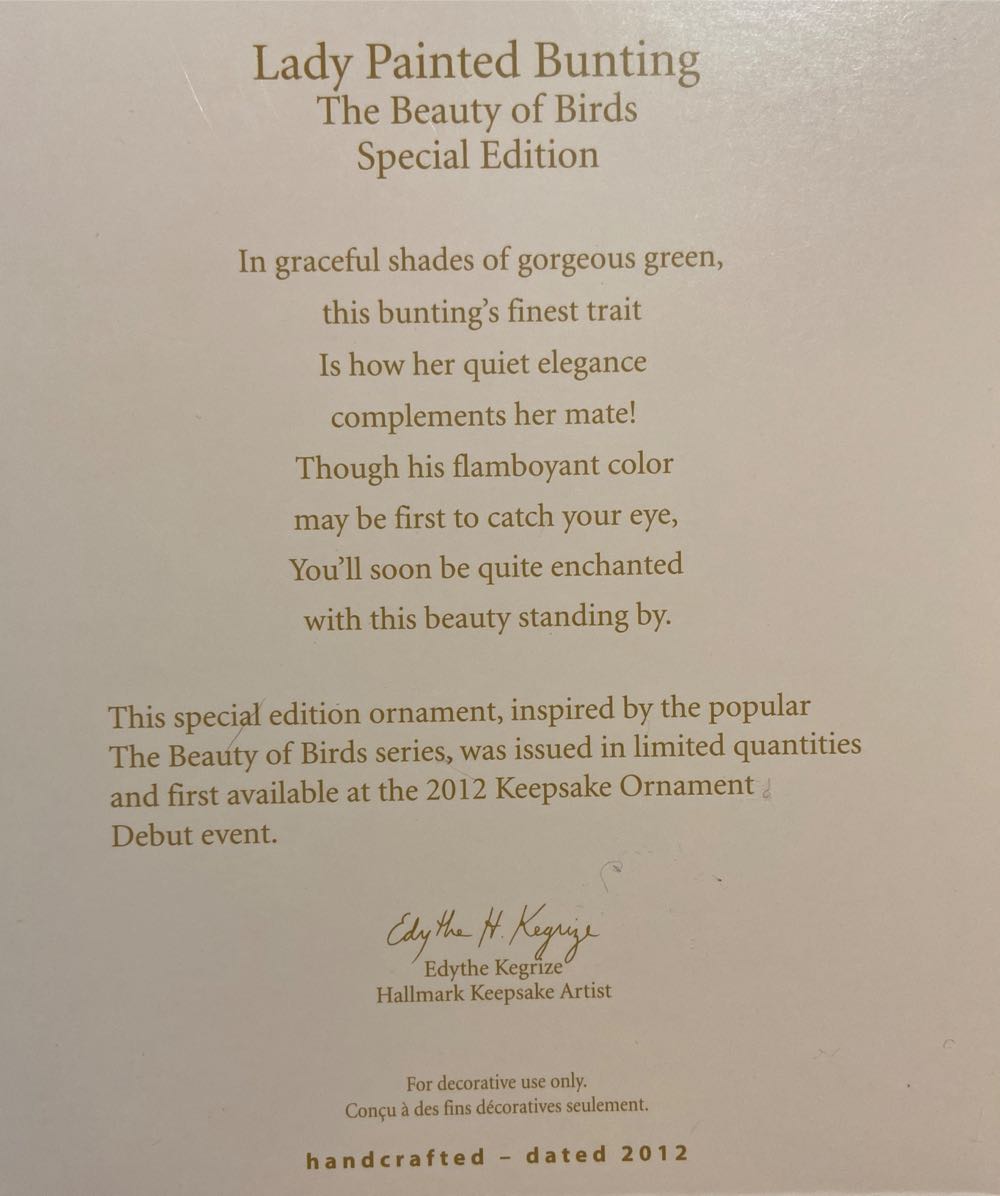 Lady Painted Bunting
The Beauty of Birds
Special Edition
In graceful shades of gorgeous green,
this bunting's finest trait
Is how her quiet elegance
complements her mate!
Though his flamboyant color
may be first to catch your eye,
You'll soon be quite enchanted
with this beauty standing by.
This special edition ornament, inspired by the popular
The Beauty of Birds series, was issued in limited quantities
and first available at the 2012 Keepsake Ornament
Debut event.
Edythe H. Kegrize
Edythe Kegrize
Hallmark Keepsake Artist
For decorative use only.
Conçu à des fins décoratives seulement.
handcrafted – dated 2012